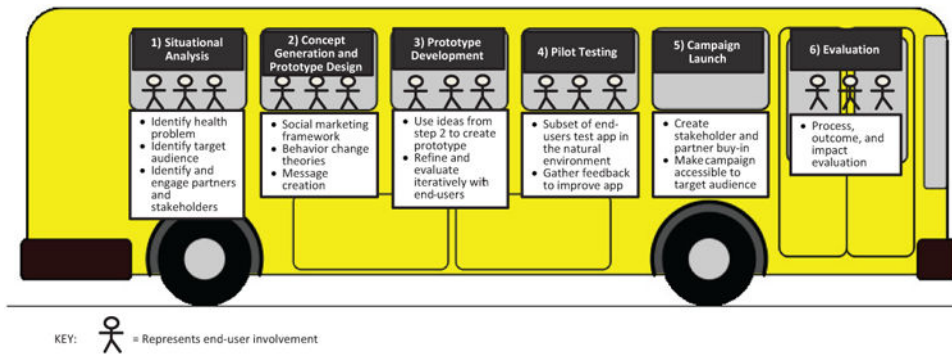 1) Situational
Analysis
• Identify health
problem
• Identify target
audience
• Identify and
engage partners
and
stakeholders
2) Concept
Generation and
Prototype Design
• Social marketing
framework
• Behavior change
theories
• Message
creation
3) Prototype
Development
• Use ideas from
step 2 to create
prototype
• Refine and
evaluate
iteratively with
end-users
4) Pilot Testing
• Subset of end-
users test app in
the natural
environment
• Gather feedback
to improve app
5) Campaign
Launch
• Create
stakeholder and
partner buy-in
• Make campaign
accessible to
target audience
6) Evaluation
• Process,
outcome, and
impact
evaluation
KEY: = Represents end-user involvement